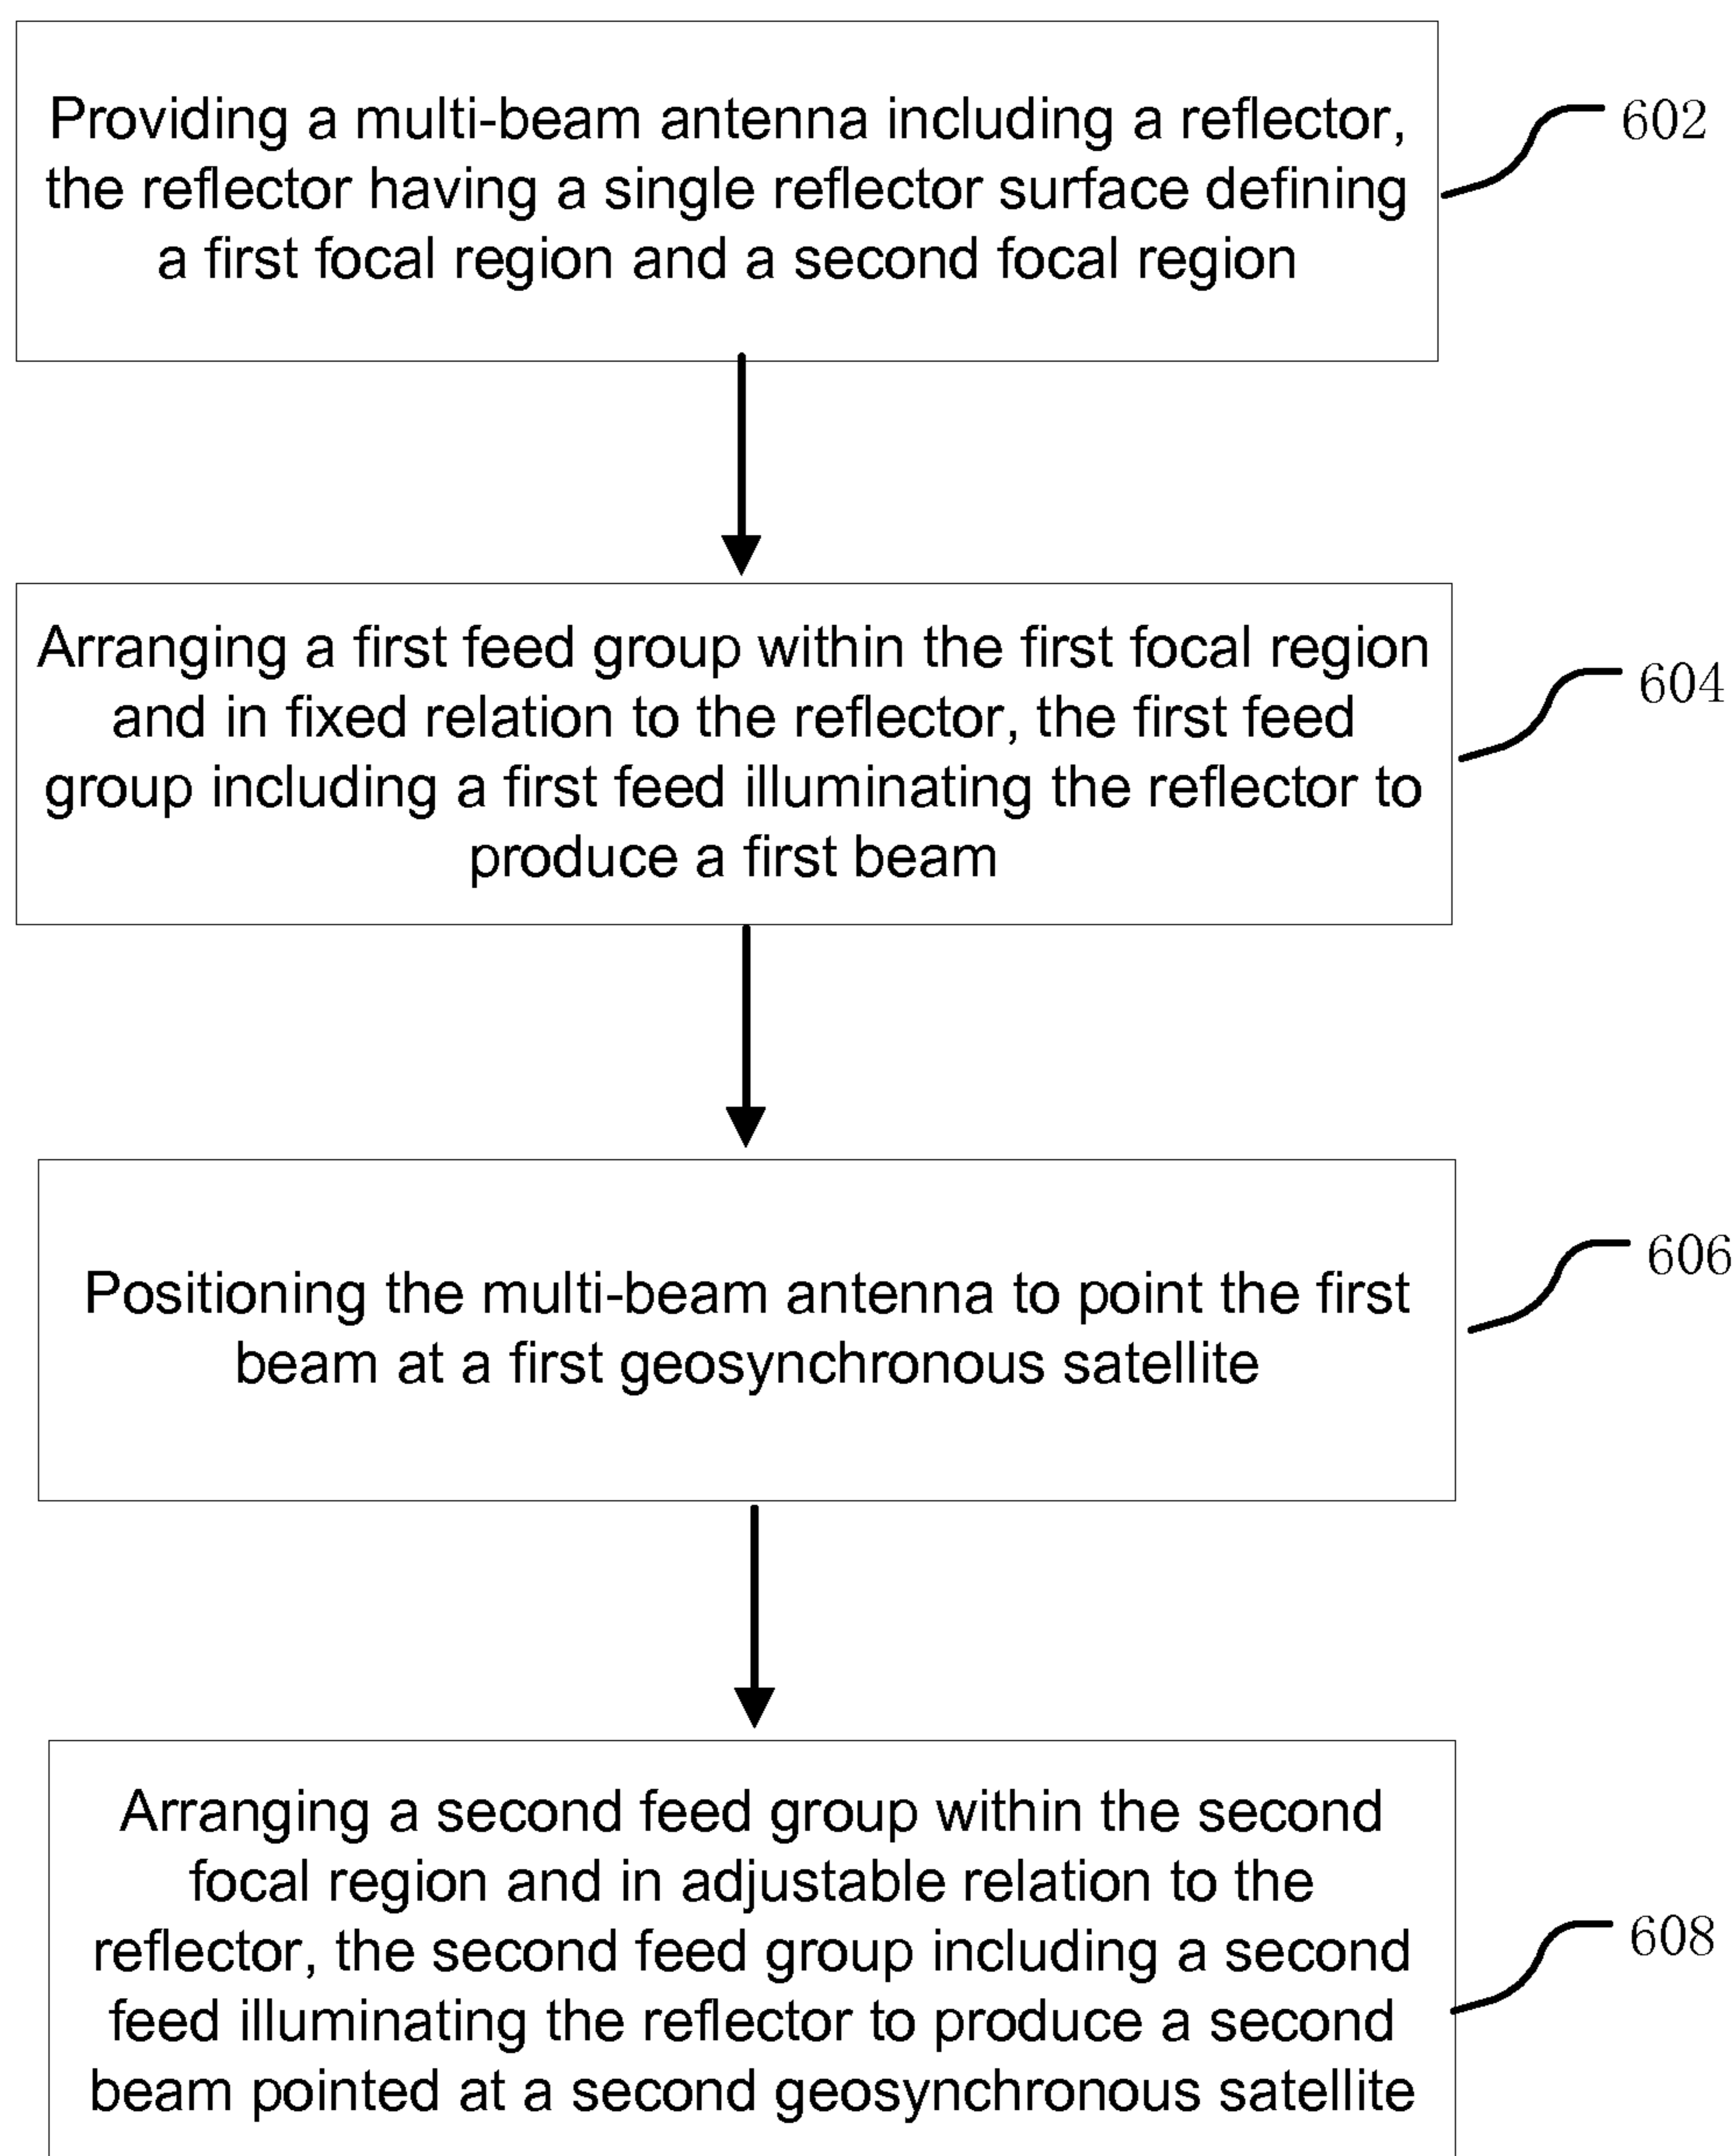 Providing a multi-beam antenna including a reflector,
the reflector having a single reflector surface defining
a first focal region and a second focal region
602
Arranging a first feed group within the first focal region
and in fixed relation to the reflector, the first feed
group including a first feed illuminating the reflector to
produce a first beam
604
Positioning the multi-beam antenna to point the first
beam at a first geosynchronous satellite
606
Arranging a second feed group within the second
focal region and in adjustable relation to the
reflector, the second feed group including a second
feed illuminating the reflector to produce a second
beam pointed at a second geosynchronous satellite
608